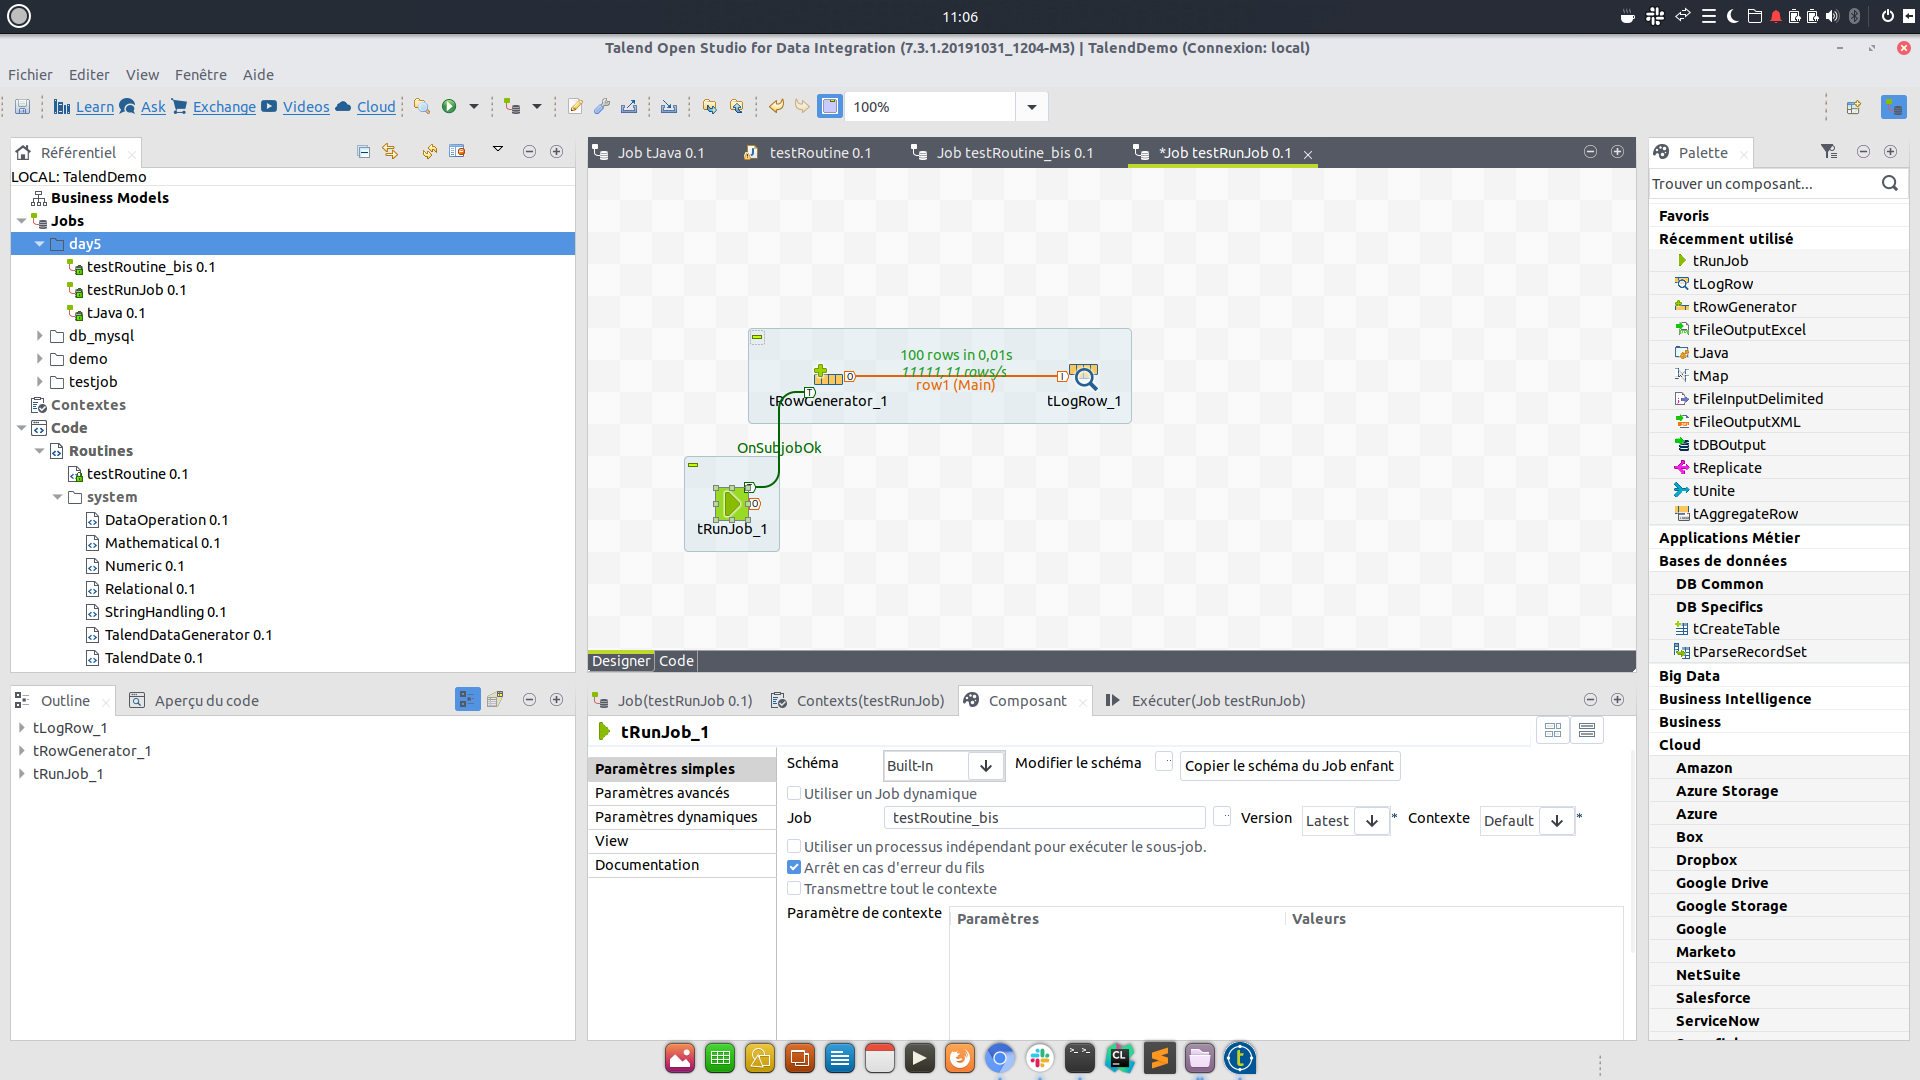 11:06
Talend Open Studio for Data Integration (7.3.1.20191031_1204-M3) | TalendDemo (Connexion: local)
Fichier Editer View Fenêtre Aide
Learn Ask Exchange Videos Cloud 100%
Référentiel
LOCAL: TalendDemo
Business Models
Jobs
day5
testRoutine_bis 0.1
testRunJob 0.1
tJava 0.1
db_mysql
demo
testjob
Contextes
Code
Routines
testRoutine 0.1
system
DataOperation 0.1
Mathematical 0.1
Numeric 0.1
Relational 0.1
StringHandling 0.1
TalendDataGenerator 0.1
TalendDate 0.1
Job tJava 0.1 testRoutine 0.1 Job testRoutine_bis 0.1 *Job testRunJob 0.1
100 rows in 0,01s
11111,11 rows/s
row1 (Main)
tRowGenerator_1 tLogRow_1
OnSubjobOk
tRunJob_1
Designer Code
Palette
Trouver un composant...
Favoris
Récemment utilisé
tRunJob
tLogRow
tRowGenerator
tFileOutputExcel
tJava
tMap
tFileInputDelimited
tFileOutputXML
tDBOutput
tReplicate
tUnite
tAggregateRow
Applications Métier
Bases de données
DB Common
DB Specifics
tCreateTable
tParseRecordSet
Big Data
Business Intelligence
Business
Cloud
Amazon
Azure Storage
Azure
Box
Dropbox
Google Drive
Google Storage
Google
Marketo
NetSuite
Salesforce
ServiceNow
Outline Aperçu du code
tLogRow_1
tRowGenerator_1
tRunJob_1
Job(testRunJob 0.1) Contexts(testRunJob) Composant Exécuter(Job testRunJob)
tRunJob_1
Paramètres simples
Paramètres avancés
Paramètres dynamiques
View
Documentation
Schéma Built-In Modifier le schéma Copier le schéma du Job enfant
Utiliser un Job dynamique
Job testRoutine_bis Version Latest * Contexte Default *
Utiliser un processus indépendant pour exécuter le sous-job.
Arrêt en cas d'erreur du fils
Transmettre tout le contexte
Paramètre de contexte Paramètres Valeurs
CL